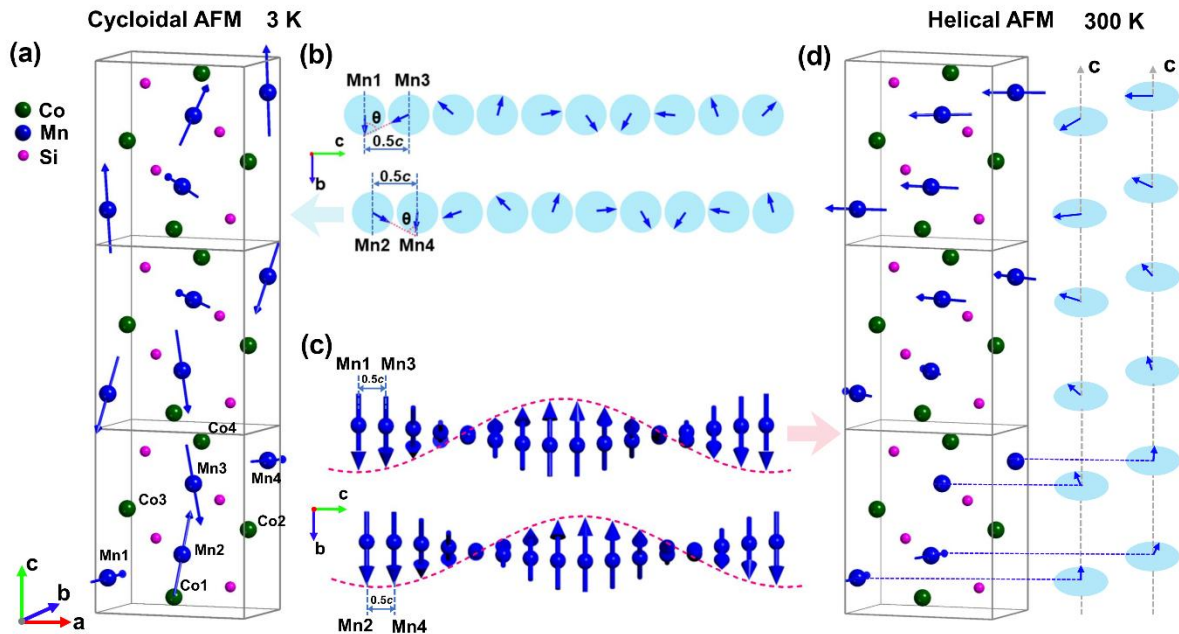 Cycloidal AFM 3 K
Helical AFM 300 K
(a)
Co
Mn
Si
Co4
Mn3
Mn4
Co3
Co2
Mn2
Mn1
Co1
c
b
a
(b)
Mn1 Mn3
θ
0.5c
c
b
0.5c
θ
Mn2 Mn4
(c)
Mn1 Mn3
0.5c
c
b
0.5c
Mn2 Mn4
(d)
c
c